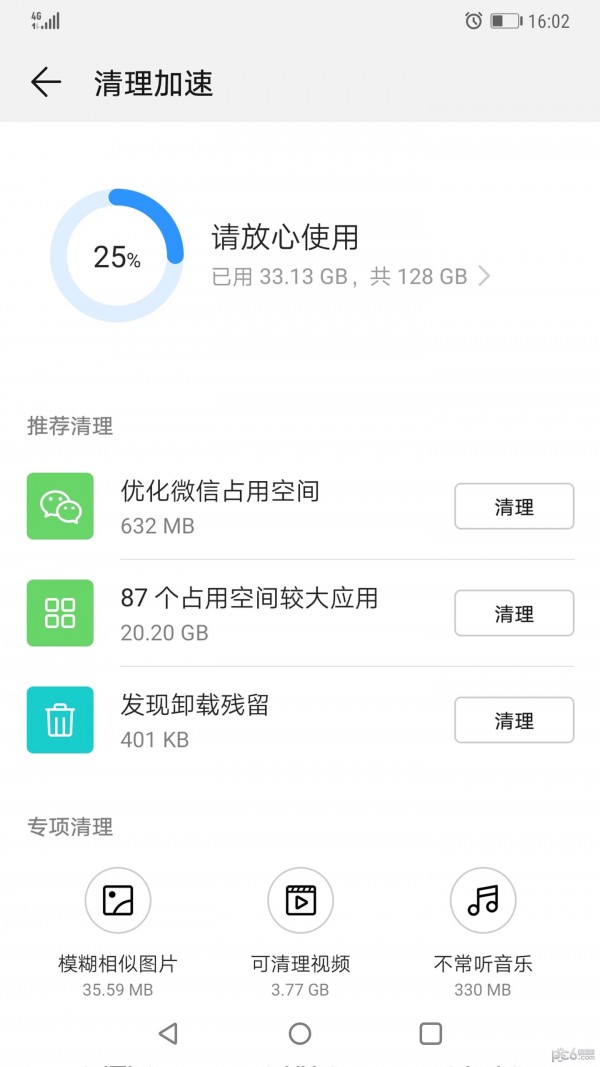 4G
16:02
清理加速
25%
请放心使用
已用 33.13 GB，共 128 GB
推荐清理
优化微信占用空间
632 MB
清理
87 个占用空间较大应用
20.20 GB
清理
发现卸载残留
401 KB
清理
专项清理
模糊相似图片
可清理视频
不常听音乐
35.59 MB
3.77 GB
330 MB
pc6.com